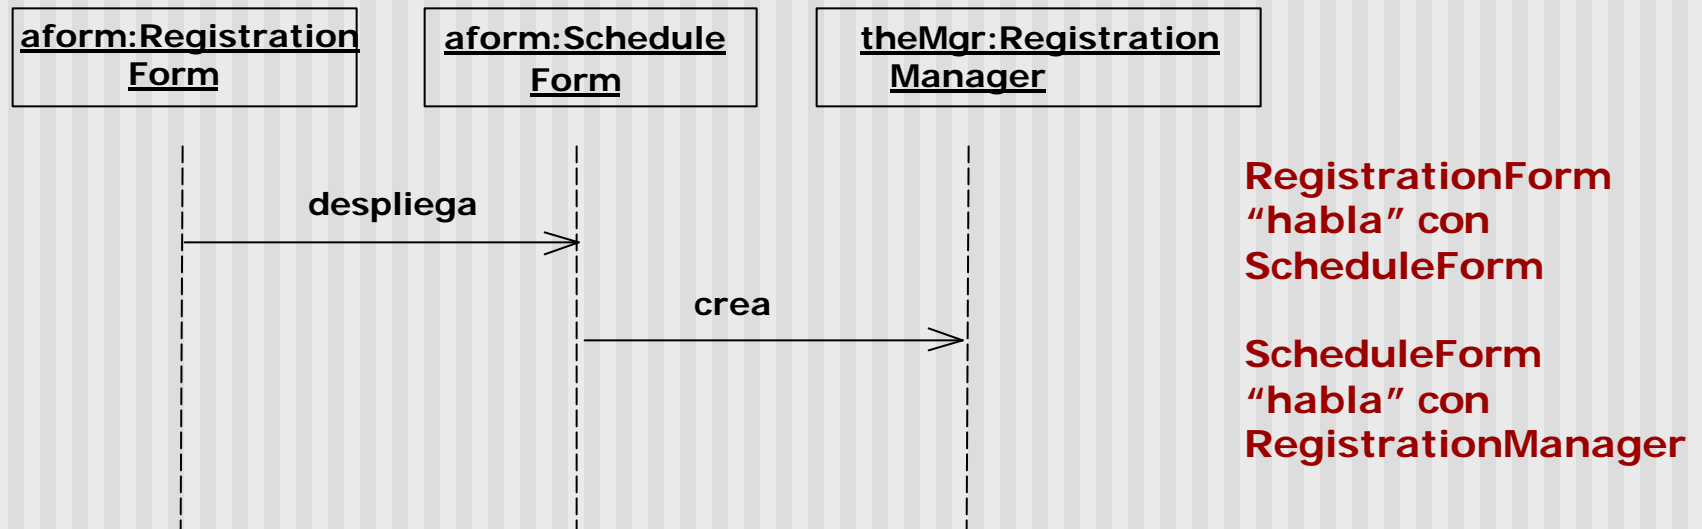 aform:Registration
Form
aform:Schedule
Form
theMgr:Registration
Manager
despliega
crea
RegistrationForm
“habla” con
ScheduleForm
ScheduleForm
“habla” con
RegistrationManager